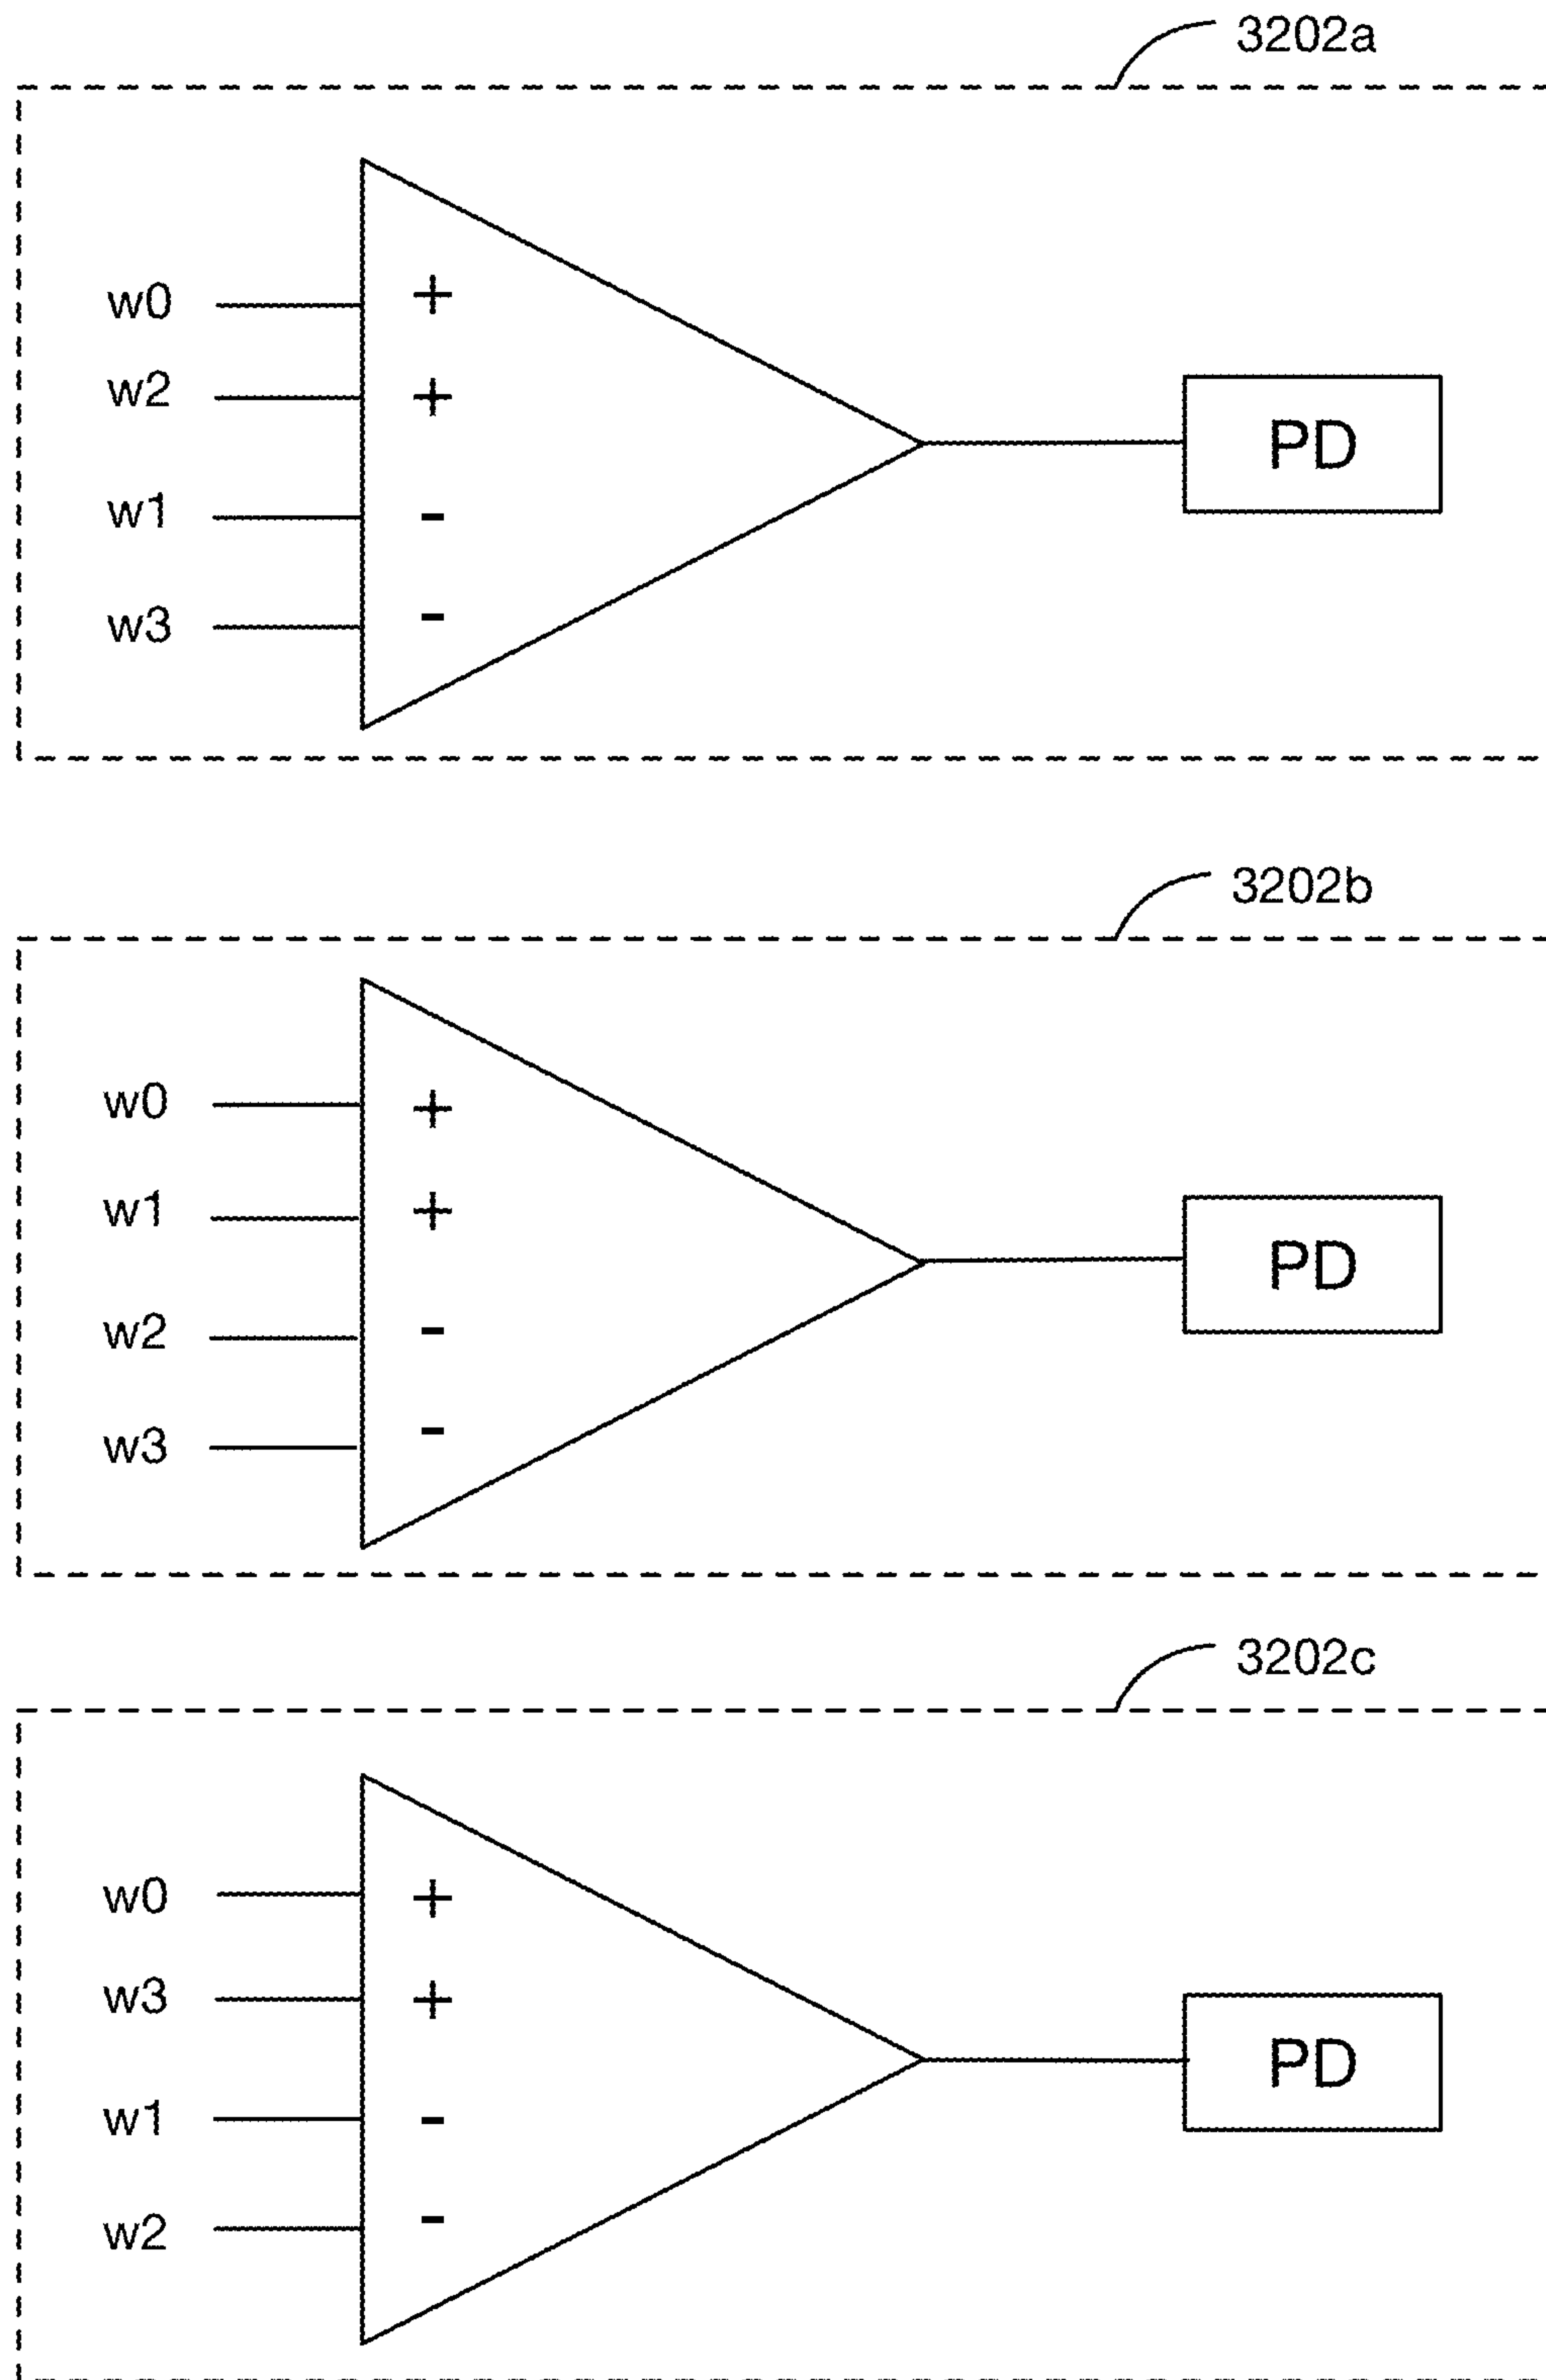 3202a
w0 +
w2 +
PD
w1 -
w3 -
3202b
w0 +
w1 +
PD
w2 -
w3 -
3202c
w0 +
w3 +
PD
w1 -
w2 -